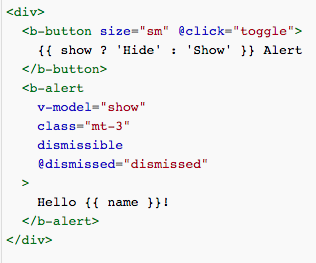 <div>
  <b-button size="sm" @click="toggle">
    {{ show ? 'Hide' : 'Show' }} Alert
  </b-button>
  <b-alert
    v-model="show"
    class="mt-3"
    dismissible
    @dismissed="dismissed"
  >
    Hello {{ name }}!
  </b-alert>
</div>